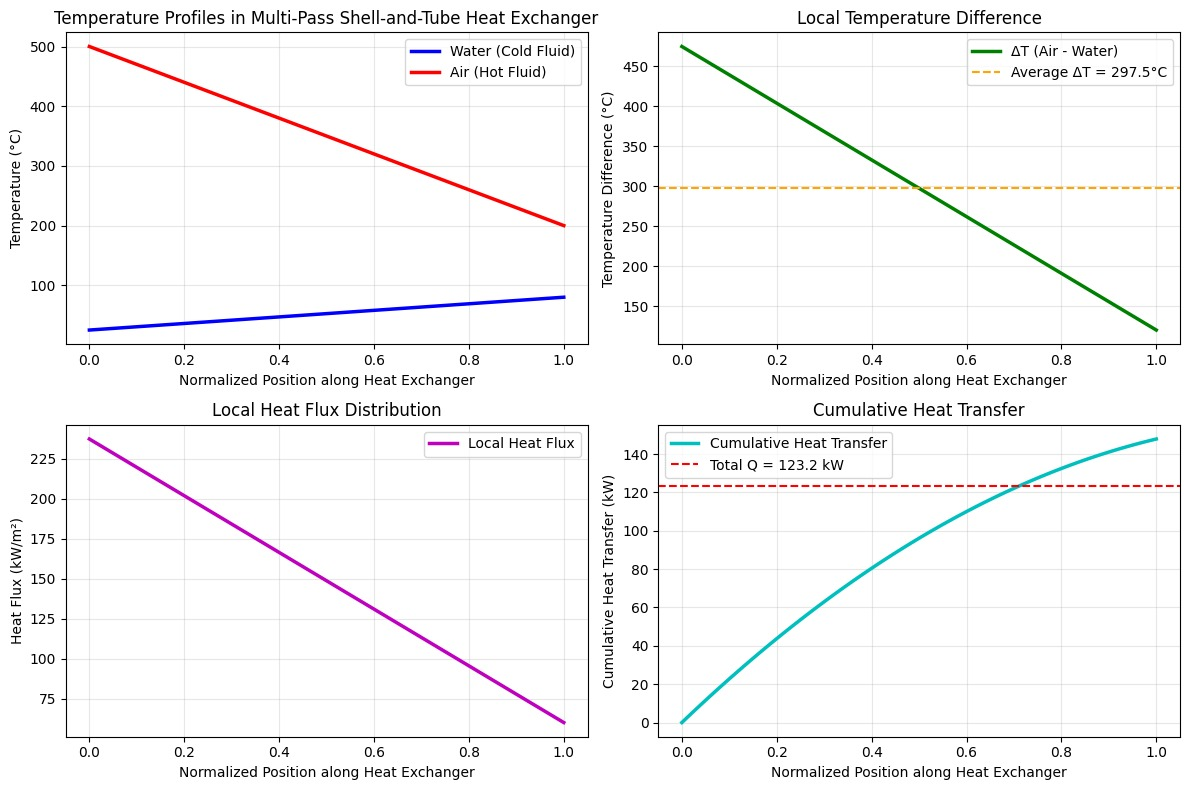 Temperature Profiles in Multi-Pass Shell-and-Tube Heat Exchanger
Water (Cold Fluid)
Air (Hot Fluid)
Temperature (°C)
500
400
300
200
100
0.0 0.2 0.4 0.6 0.8 1.0
Normalized Position along Heat Exchanger
Local Temperature Difference
ΔT (Air - Water)
Average ΔT = 297.5°C
Temperature Difference (°C)
450
400
350
300
250
200
150
0.0 0.2 0.4 0.6 0.8 1.0
Normalized Position along Heat Exchanger
Local Heat Flux Distribution
Local Heat Flux
Heat Flux (kW/m²)
225
200
175
150
125
100
75
0.0 0.2 0.4 0.6 0.8 1.0
Normalized Position along Heat Exchanger
Cumulative Heat Transfer
Cumulative Heat Transfer
Total Q = 123.2 kW
Cumulative Heat Transfer (kW)
140
120
100
80
60
40
20
0
0.0 0.2 0.4 0.6 0.8 1.0
Normalized Position along Heat Exchanger